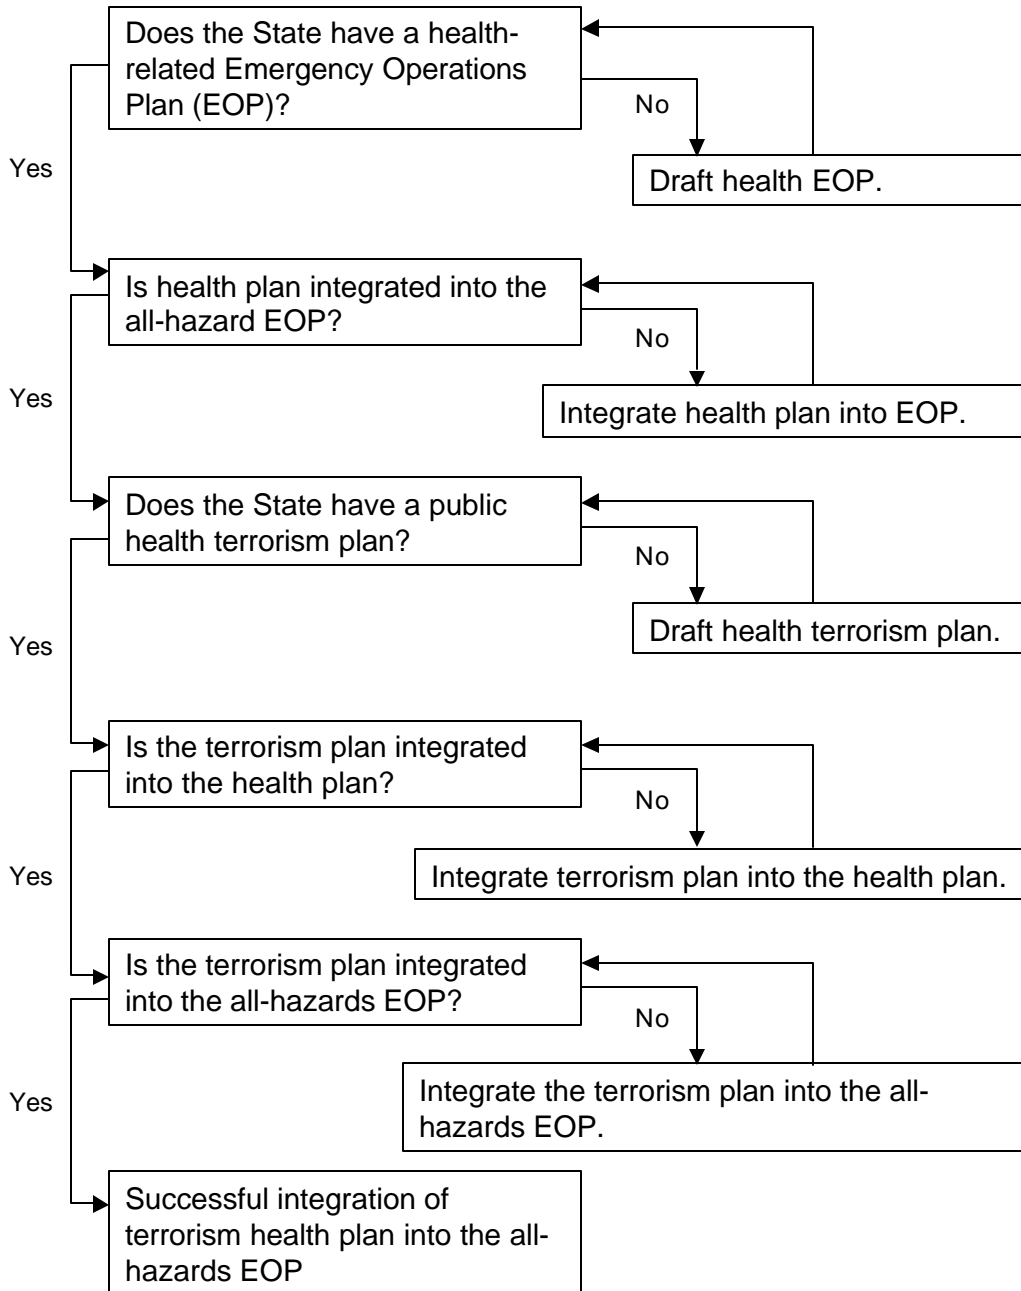 Does the State have a health-
related Emergency Operations
Plan (EOP)?
No
Yes
Draft health EOP.
Is health plan integrated into the
all-hazard EOP?
No
Yes
Integrate health plan into EOP.
Does the State have a public
health terrorism plan?
No
Draft health terrorism plan.
Yes
Is the terrorism plan integrated
into the health plan?
No
Yes
Integrate terrorism plan into the health plan.
Is the terrorism plan integrated
into the all-hazards EOP?
No
Integrate the terrorism plan into the all-
hazards EOP.
Yes
Successful integration of
terrorism health plan into the all-
hazards EOP